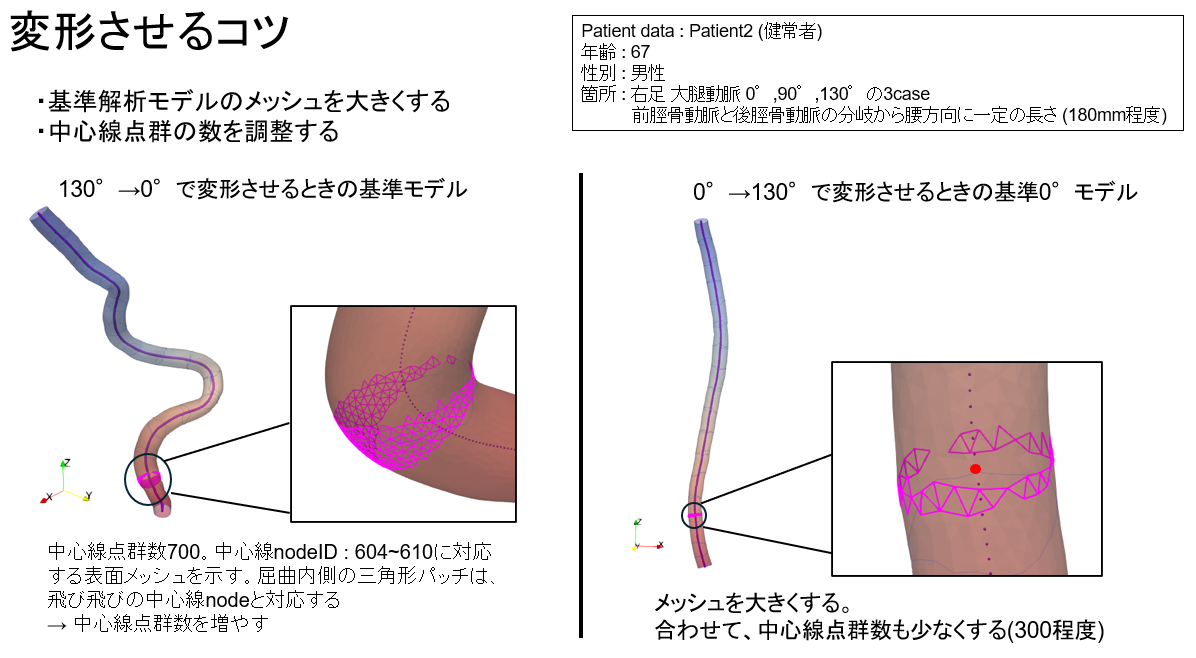 変形させるコツ
Patient data : Patient2 (健常者)
年齢 : 67
性別 : 男性
箇所 : 右足 大腿動脈 0°,90°,130°の3case
前脛骨動脈と後脛骨動脈の分岐から腰方向に一定の長さ (180mm程度)
・基準解析モデルのメッシュを大きくする
・中心線点群の数を調整する
130°→0°で変形させるときの基準モデル
Z
X
Y
中心線点群数700。中心線nodeID : 604~610に対応
する表面メッシュを示す。屈曲内側の三角形パッチは、
飛び飛びの中心線nodeと対応する
→ 中心線点群数を増やす
0°→130°で変形させるときの基準0°モデル
Z
Y
X
メッシュを大きくする。
合わせて、中心線点群数も少なくする(300程度)